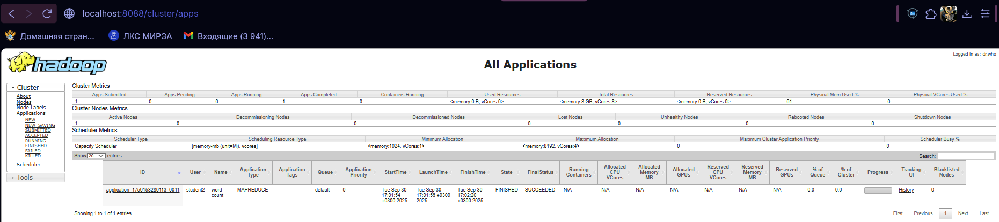 localhost:8088/cluster/apps
Домашняя стран...
ЛКС МИРЭА
Входящие (3 941)...
hadoop
All Applications
Logged in as: dr.who
Cluster
About
Nodes
Node Labels
Applications
NEW
NEW_SAVING
SUBMITTED
ACCEPTED
RUNNING
FINISHED
FAILED
KILLED
Scheduler
Tools
Cluster Metrics
Apps Submitted Apps Pending Apps Running Apps Completed Containers Running Used Resources Total Resources Reserved Resources Physical Mem Used % Physical VCores Used %
1 0 0 1 0 <memory:0 B, vCores:0> <memory:8 GB, vCores:8> <memory:0 B, vCores:0> 61 0
Cluster Nodes Metrics
Active Nodes Decommissioning Nodes Decommissioned Nodes Lost Nodes Unhealthy Nodes Rebooted Nodes Shutdown Nodes
1 0 0 0 0 0 0
Scheduler Metrics
Scheduler Type Scheduling Resource Type Minimum Allocation Maximum Allocation Maximum Cluster Application Priority Scheduler Busy %
Capacity Scheduler [memory-mb (unit=Mi), vcores] <memory:1024, vCores:1> <memory:8192, vCores:4> 0 0
Show 20 entries Search:
ID User Name Application Type Application Tags Queue Application Priority StartTime LaunchTime FinishTime State FinalStatus Running Containers Allocated CPU VCores Allocated Memory MB Allocated GPUs Reserved CPU VCores Reserved Memory MB Reserved GPUs % of Queue % of Cluster Progress Tracking UI Blacklisted Nodes
application_1759158280113_0011 student2 word count MAPREDUCE default 0 Tue Sep 30 17:01:54 +0300 2025 Tue Sep 30 17:01:56 +0300 2025 Tue Sep 30 17:02:20 +0300 2025 FINISHED SUCCEEDED N/A N/A N/A N/A N/A N/A N/A 0.0 0.0 History 0
Showing 1 to 1 of 1 entries
First Previous 1 Next Last